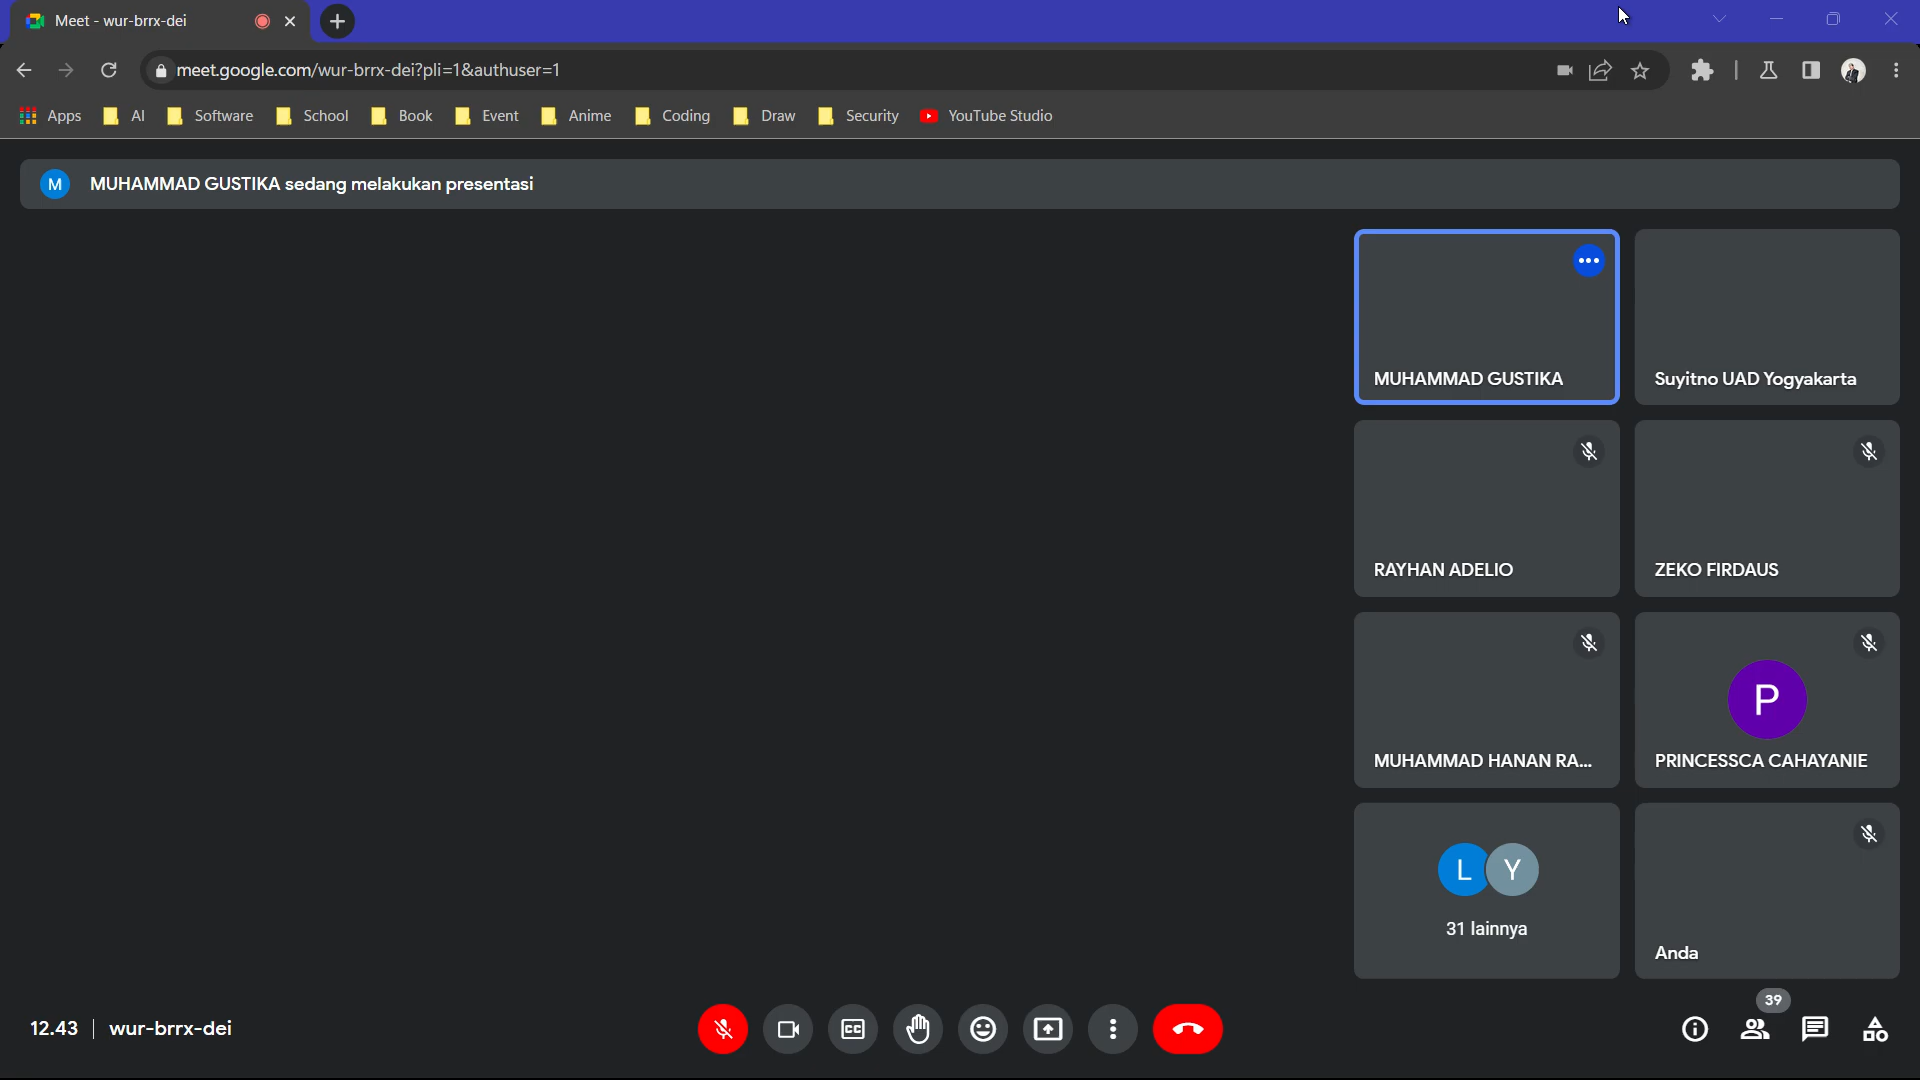 Meet - wur-brrx-dei
meet.google.com/wur-brrx-dei?pli=1&authuser=1
Apps AI Software School Book Event Anime Coding Draw Security YouTube Studio
M MUHAMMAD GUSTIKA sedang melakukan presentasi
MUHAMMAD GUSTIKA
Suyitno UAD Yogyakarta
RAYHAN ADELIO
ZEKO FIRDAUS
MUHAMMAD HANAN RA...
P
PRINCESSCA CAHAYANIE
L Y
31 lainnya
Anda
12.43 wur-brrx-dei
CC
39